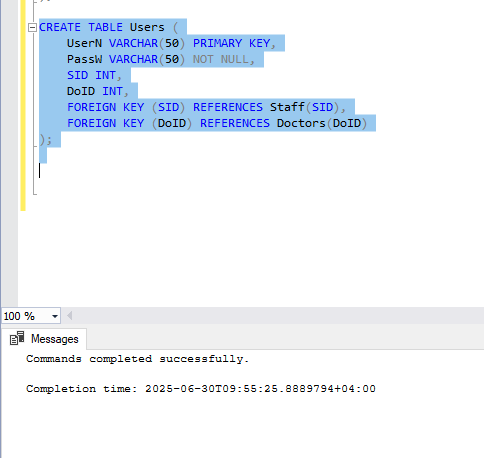 CREATE TABLE Users (
UserN VARCHAR(50) PRIMARY KEY,
PassW VARCHAR(50) NOT NULL,
SID INT,
DoID INT,
FOREIGN KEY (SID) REFERENCES Staff(SID),
FOREIGN KEY (DoID) REFERENCES Doctors(DoID)
);
100 %
Messages
Commands completed successfully.
Completion time: 2025-06-30T09:55:25.8889794+04:00